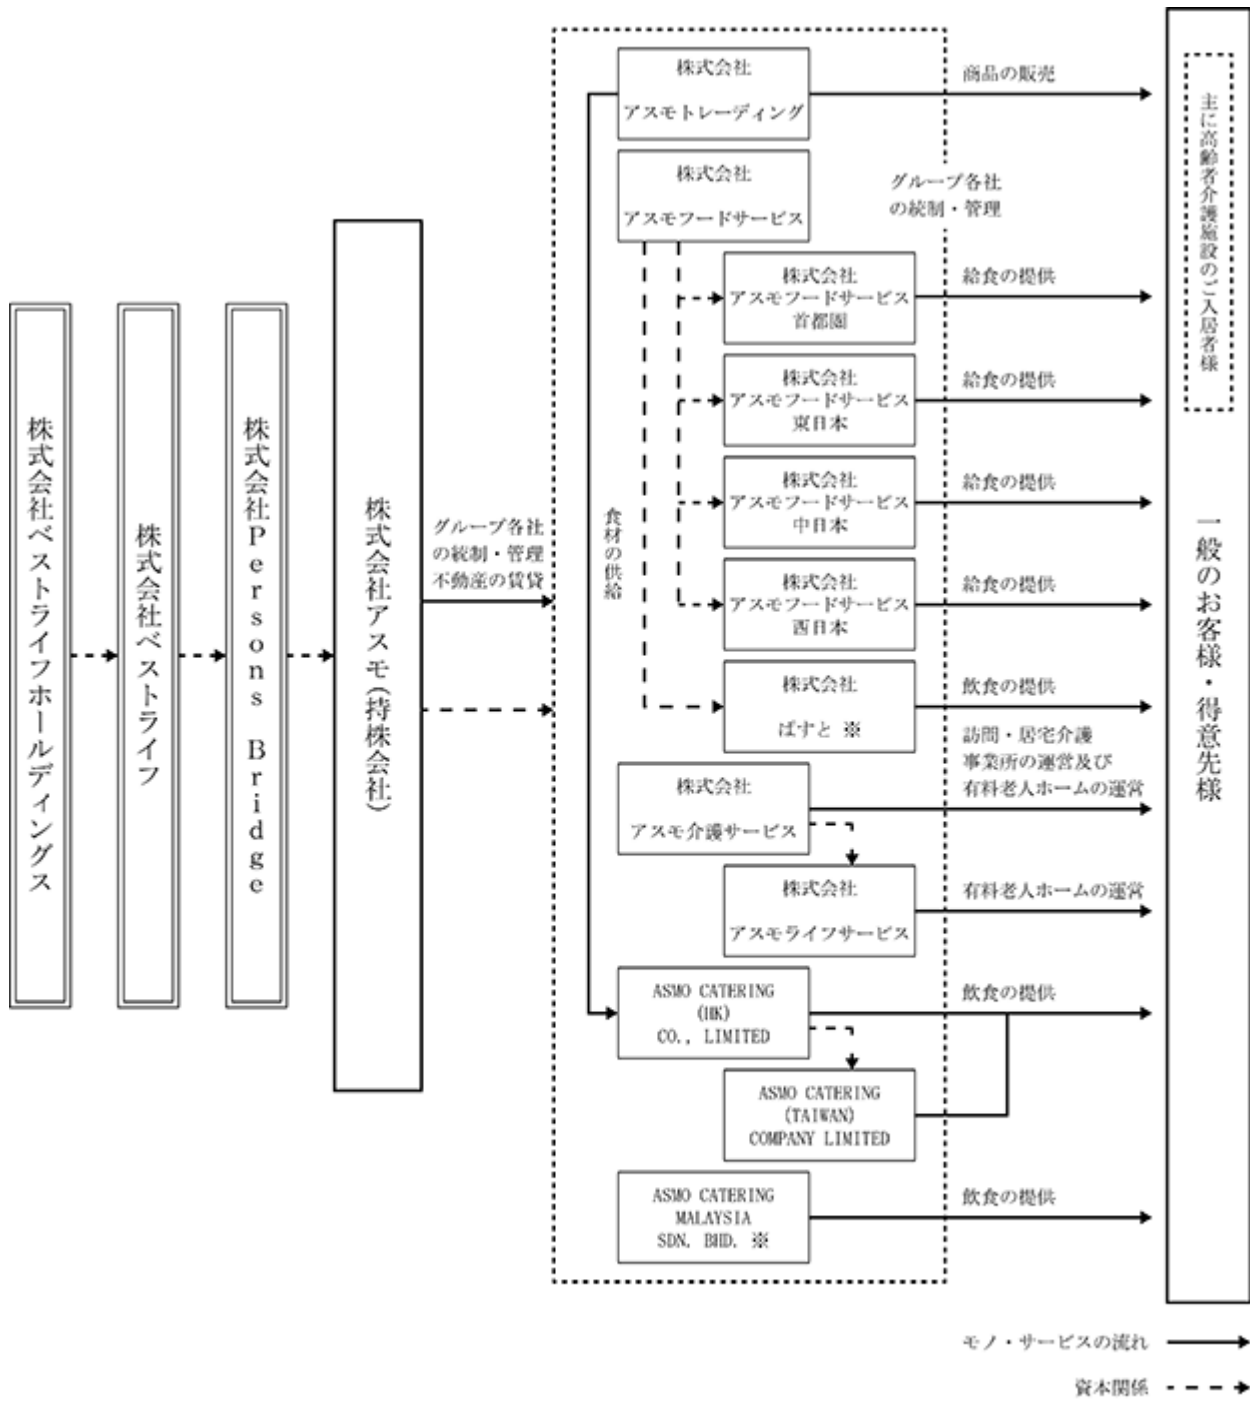 株式会社ベストライフホールディングス
株式会社ベストライフ
株式会社Persons Bridge
株式会社アスモ(持株会社)
グループ各社
の統制・管理
不動産の賃貸
株式会社
アスモトレーディング
商品の販売
株式会社
アスモフードサービス
グループ各社
の統制・管理
食材の供給
株式会社
アスモフードサービス
首都圏
給食の提供
株式会社
アスモフードサービス
東日本
給食の提供
株式会社
アスモフードサービス
中日本
給食の提供
株式会社
アスモフードサービス
西日本
給食の提供
株式会社
ぱすと ※
飲食の提供
株式会社
アスモ介護サービス
訪問・居宅介護
事業所の運営及び
有料老人ホームの運営
株式会社
アスモライフサービス
有料老人ホームの運営
ASMO CATERING
(HK)
CO., LIMITED
飲食の提供
ASMO CATERING
(TAIWAN)
COMPANY LIMITED
ASMO CATERING
MALAYSIA
SDN. BHD. ※
飲食の提供
主に高齢者介護施設のご入居者様
一般のお客様・得意先様
モノ・サービスの流れ
資本関係